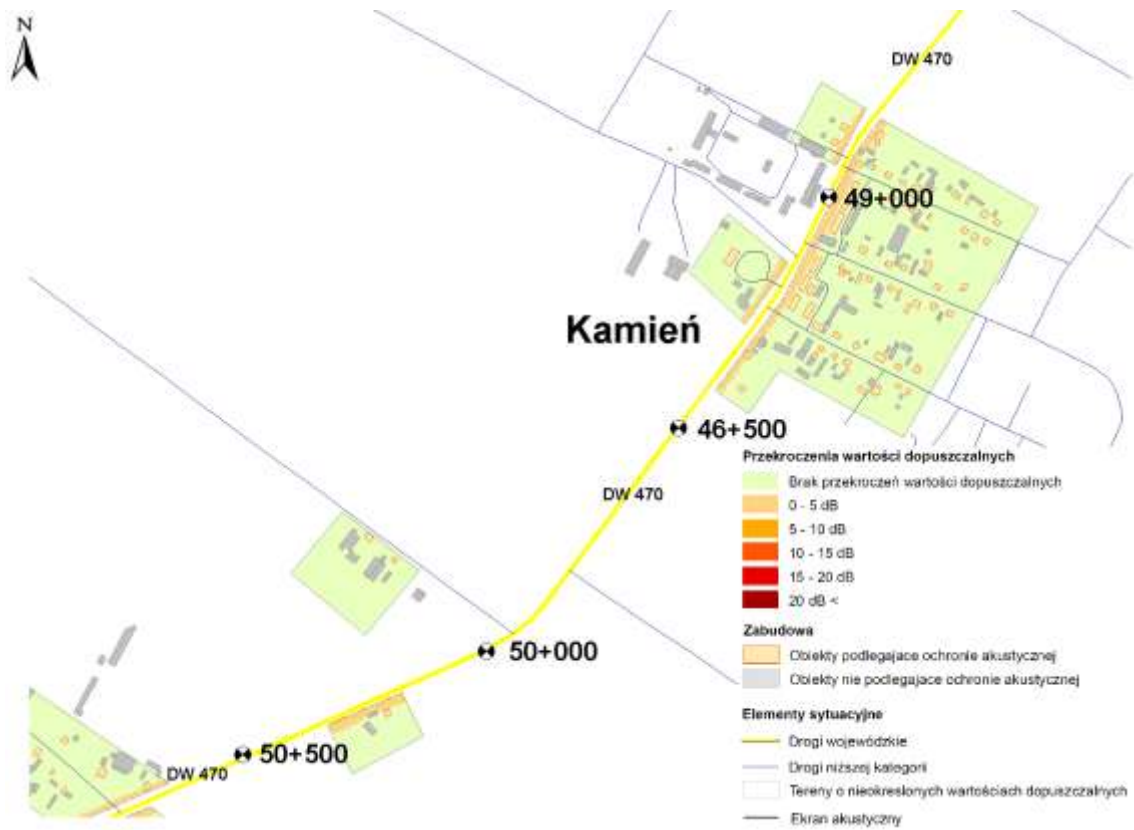 N
DW 470
49+000
Kamień
46+500
DW 470
50+000
50+500
DW 470
Przekroczenia wartości dopuszczalnych
Brak przekroczeń wartości dopuszczalnych
0 - 5 dB
5 - 10 dB
10 - 15 dB
15 - 20 dB
20 dB <
Zabudowa
Obiekty podlegajace ochronie akustycznej
Obiekty nie podlegajace ochronie akustycznej
Elementy sytuacyjne
Drogi wojewódzkie
Drogi niższej kategorii
Tereny o nieokreslonych wartościach dopuszczalnych
Ekran akustyczny